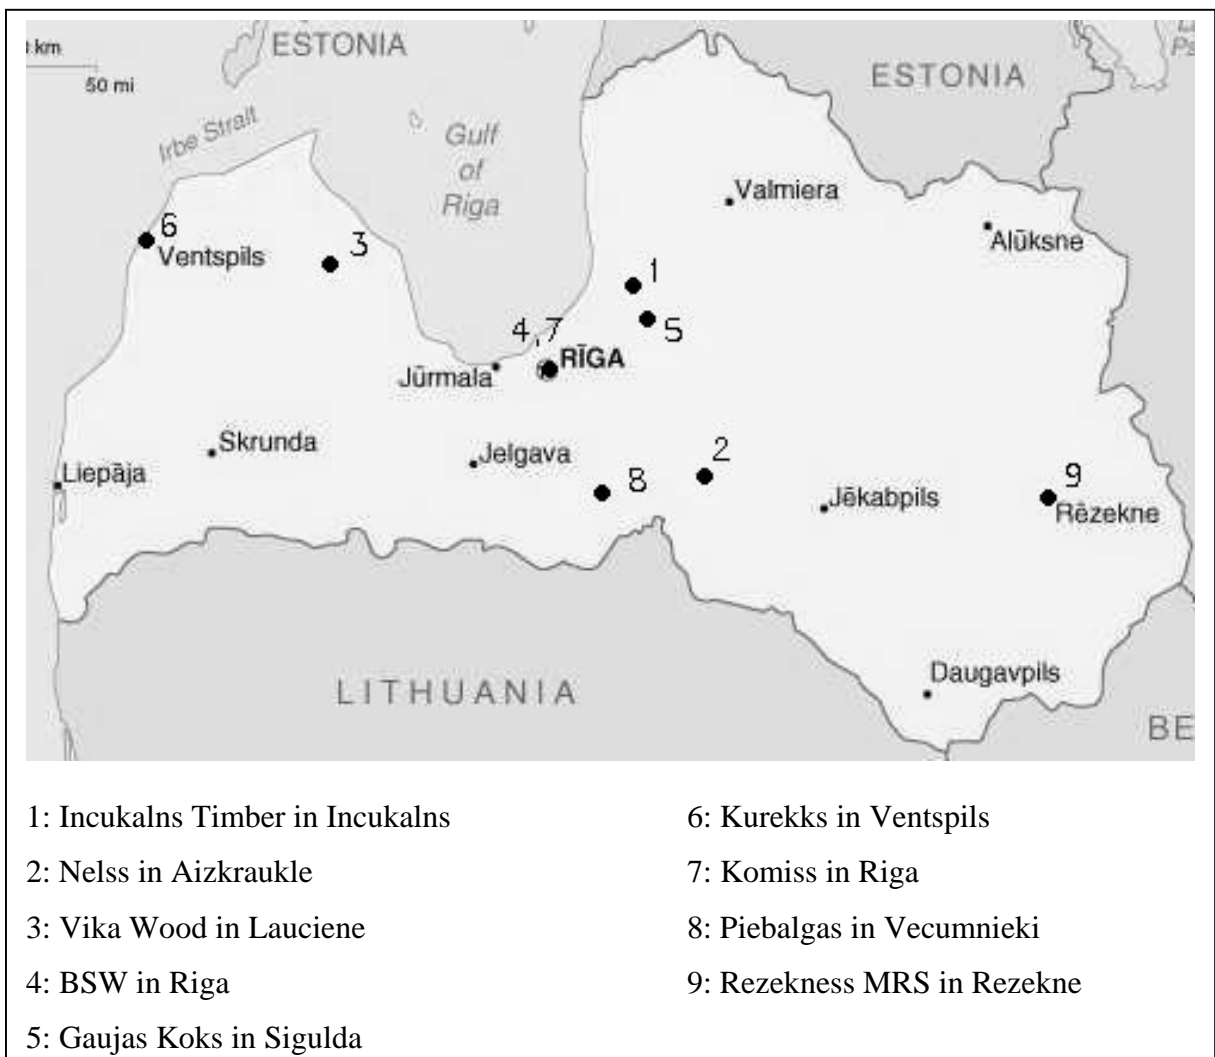 km
ESTONIA
50 mi
ESTONIA
Irbe Strait
Gulf
of
Riga
Valmiera
6
Ventspils
3
Alūksne
1
5
4,7
RĪGA
Jūrmala
Skrunda
Jelgava
2
Liepāja
8
Jēkabpils
9
Rēzekne
LITHUANIA
Daugavpils
BE
1: Incukalns Timber in Incukalns
2: Nelss in Aizkraukle
3: Vika Wood in Lauciene
4: BSW in Riga
5: Gaujas Koks in Sigulda
6: Kurekks in Ventspils
7: Komiss in Riga
8: Piebalgas in Vecumnieki
9: Rezekness MRS in Rezekne